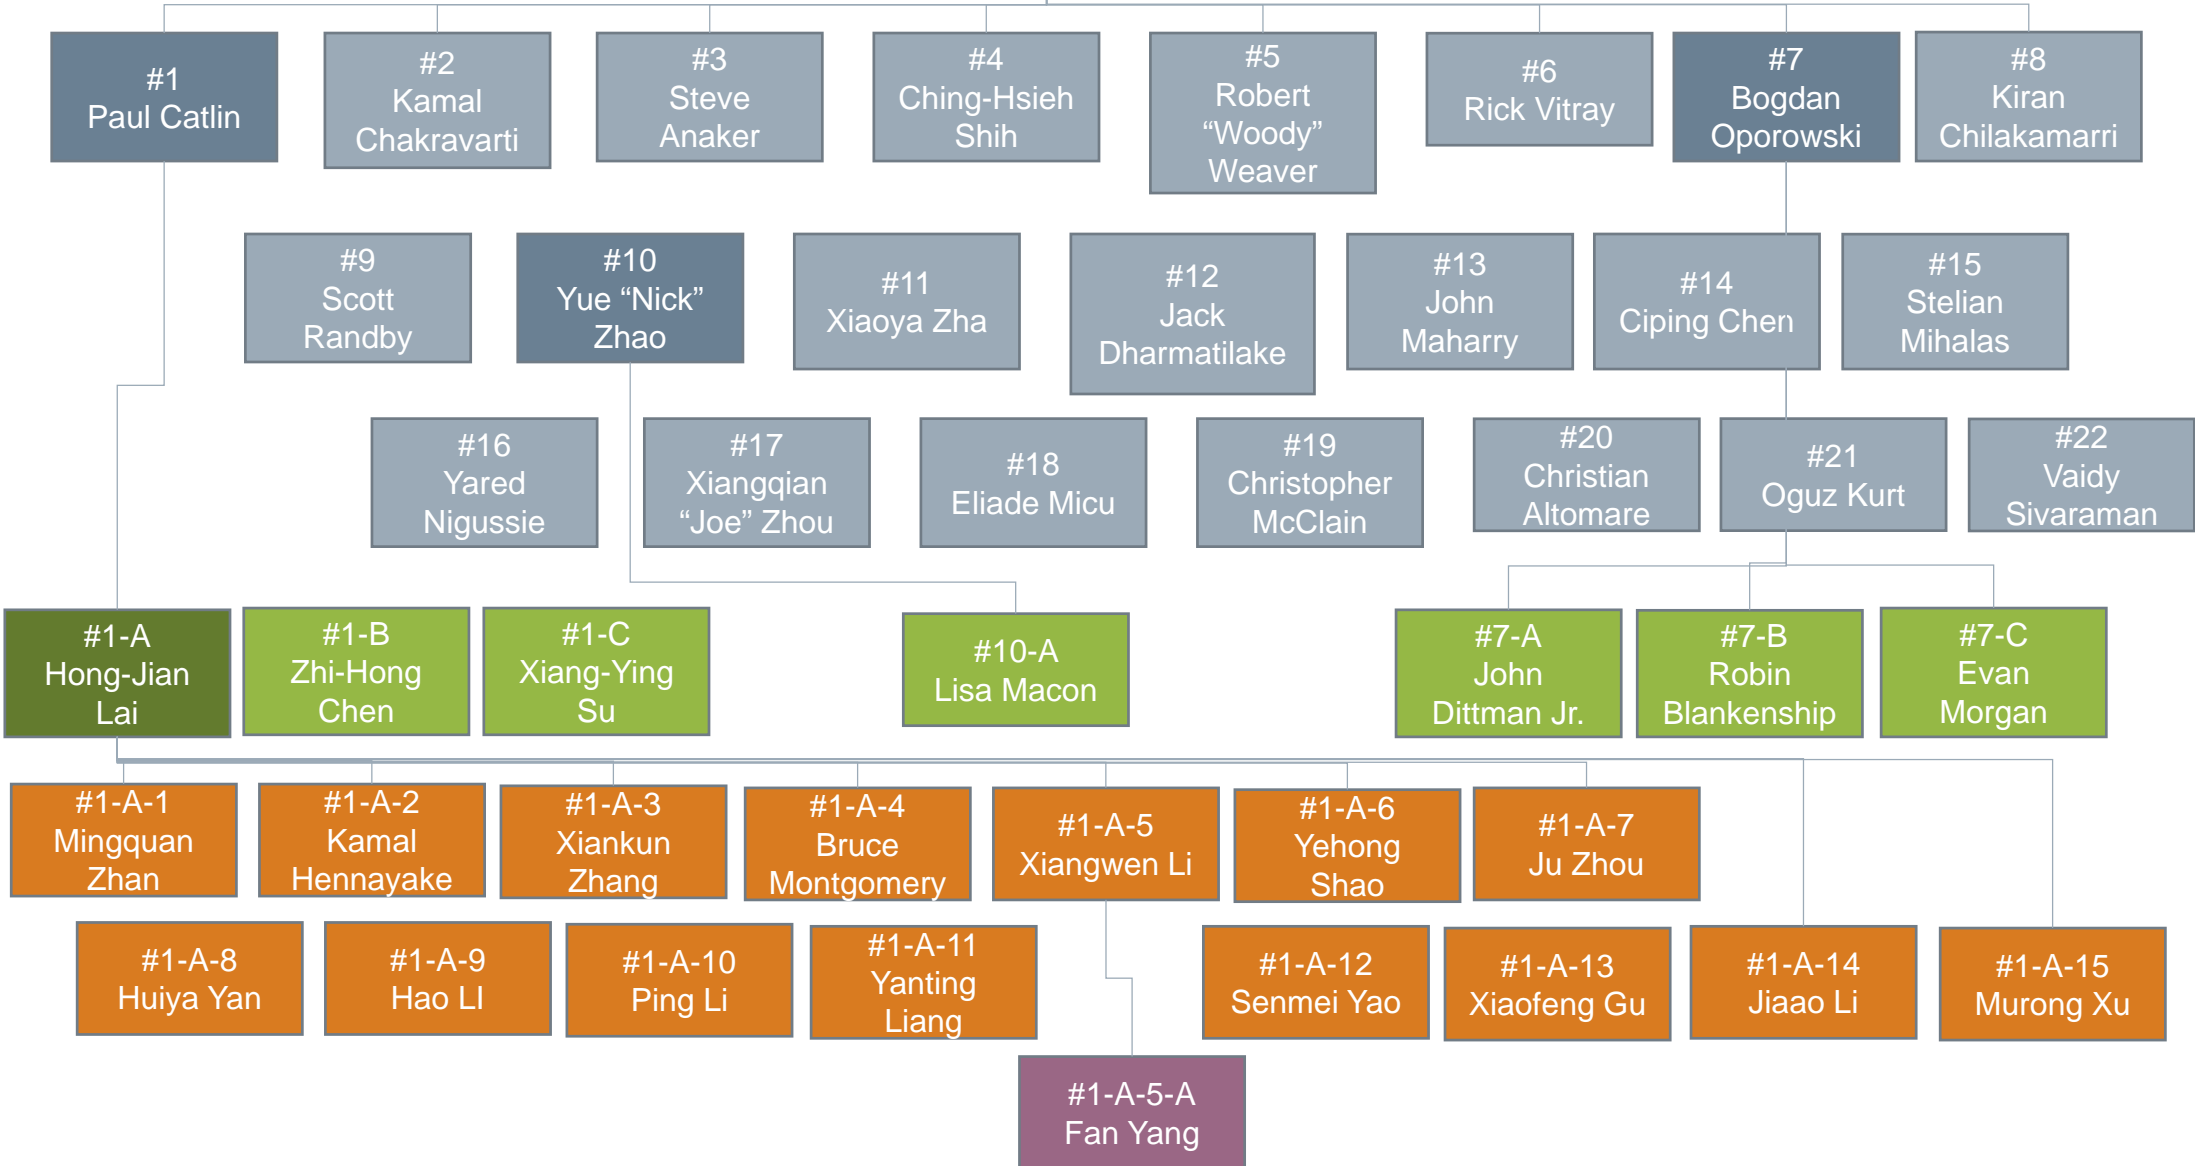 #1
Paul Catlin
#2
Kamal
Chakravarti
#3
Steve
Anaker
#4
Ching-Hsieh
Shih
#5
Robert
“Woody”
Weaver
#6
Rick Vitray
#7
Bogdan
Oporowski
#8
Kiran
Chilakamarri
#9
Scott
Randby
#10
Yue “Nick”
Zhao
#11
Xiaoya Zha
#12
Jack
Dharmatilake
#13
John
Maharry
#14
Ciping Chen
#15
Stelian
Mihalas
#16
Yared
Nigussie
#17
Xiangqian
“Joe” Zhou
#18
Eliade Micu
#19
Christopher
McClain
#20
Christian
Altomare
#21
Oguz Kurt
#22
Vaidy
Sivaraman
#1-A
Hong-Jian
Lai
#1-B
Zhi-Hong
Chen
#1-C
Xiang-Ying
Su
#10-A
Lisa Macon
#7-A
John
Dittman Jr.
#7-B
Robin
Blankenship
#7-C
Evan
Morgan
#1-A-1
Mingquan
Zhan
#1-A-2
Kamal
Hennayake
#1-A-3
Xiankun
Zhang
#1-A-4
Bruce
Montgomery
#1-A-5
Xiangwen Li
#1-A-6
Yehong
Shao
#1-A-7
Ju Zhou
#1-A-8
Huiya Yan
#1-A-9
Hao LI
#1-A-10
Ping Li
#1-A-11
Yanting
Liang
#1-A-12
Senmei Yao
#1-A-13
Xiaofeng Gu
#1-A-14
Jiaao Li
#1-A-15
Murong Xu
#1-A-5-A
Fan Yang